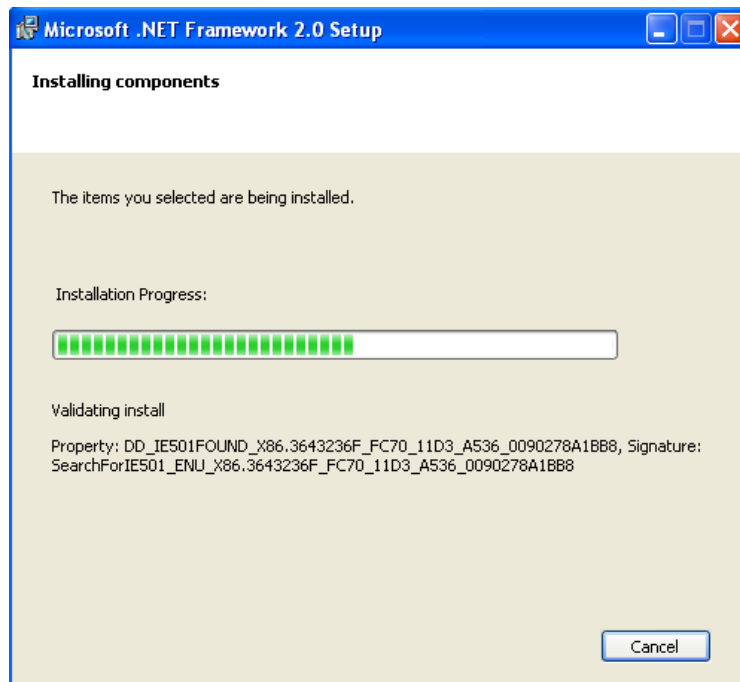 Microsoft .NET Framework 2.0 Setup
Installing components
The items you selected are being installed.
Installation Progress:
Validating install
Property: DD_IE501FOUND_X86.3643236F_FC70_11D3_A536_0090278A1BB8, Signature:
SearchForIE501_ENU_X86.3643236F_FC70_11D3_A536_0090278A1BB8
Cancel